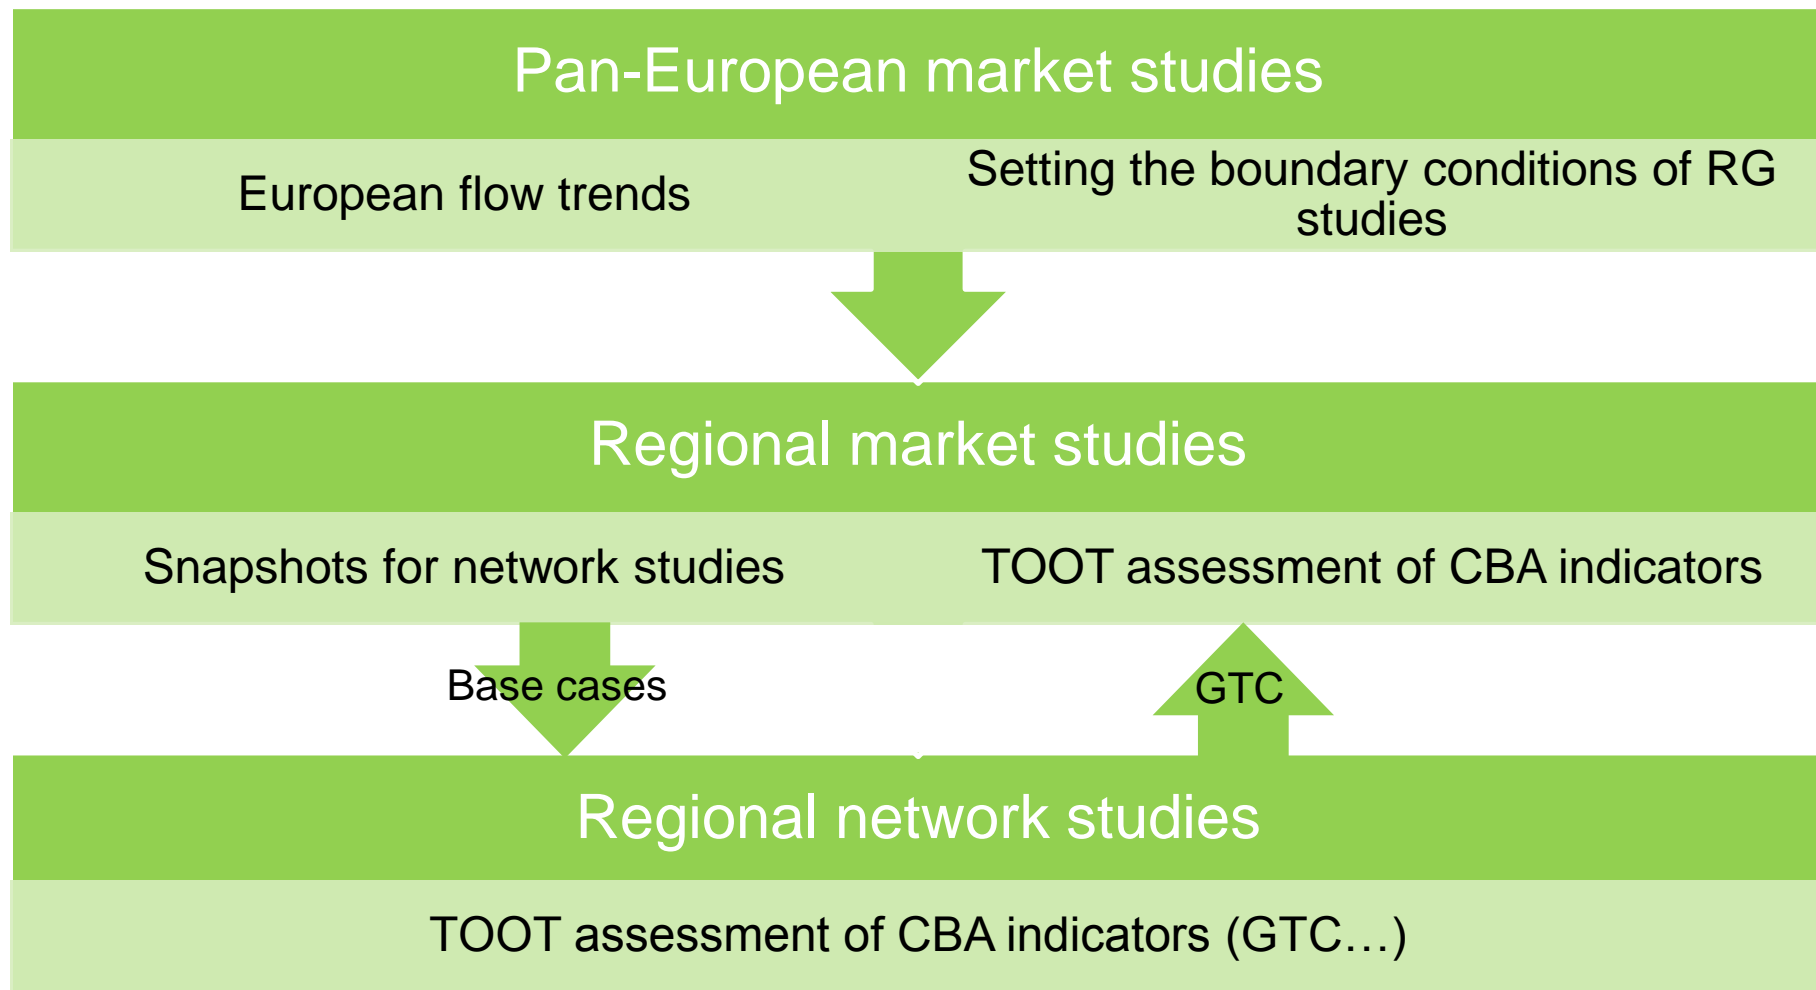 Pan-European market studies
European flow trends
Setting the boundary conditions of RG
studies
Regional market studies
Snapshots for network studies
TOOT assessment of CBA indicators
Base cases
GTC
Regional network studies
TOOT assessment of CBA indicators (GTC…)